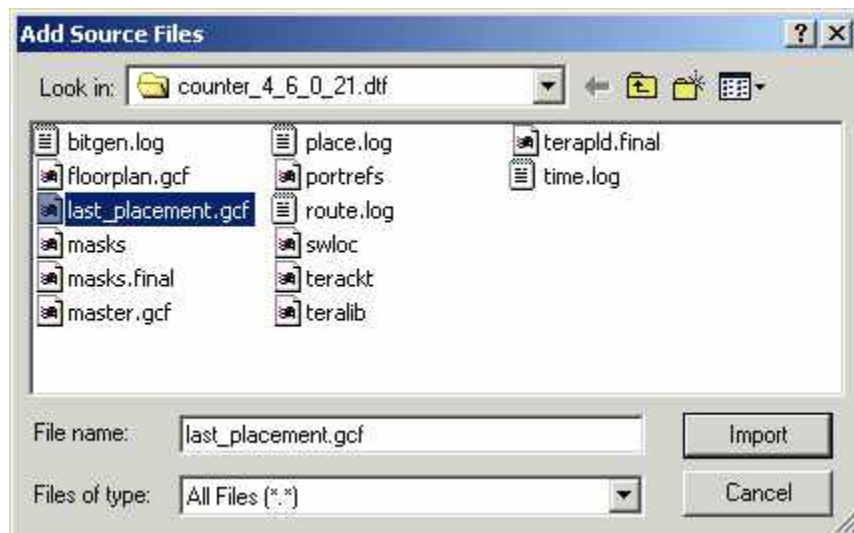 Add Source Files
Look in: counter_4_6_0_21.dtf
bitgen.log
floorplan.gcf
last_placement.gcf
masks
masks.final
master.gcf
place.log
portrefs
route.log
swloc
terackt
teralib
terapld.final
time.log
File name: last_placement.gcf
Import
Files of type: All Files (*.*)
Cancel